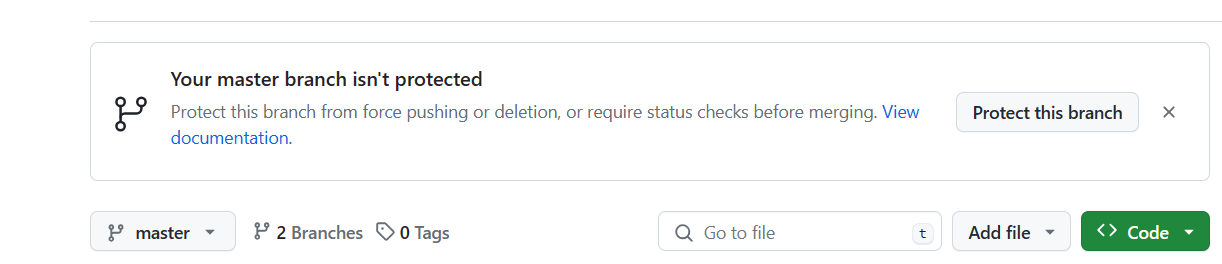 Your master branch isn't protected
Protect this branch from force pushing or deletion, or require status checks before merging. View
documentation.
Protect this branch
master
2 Branches
0 Tags
Go to file
t
Add file
Code